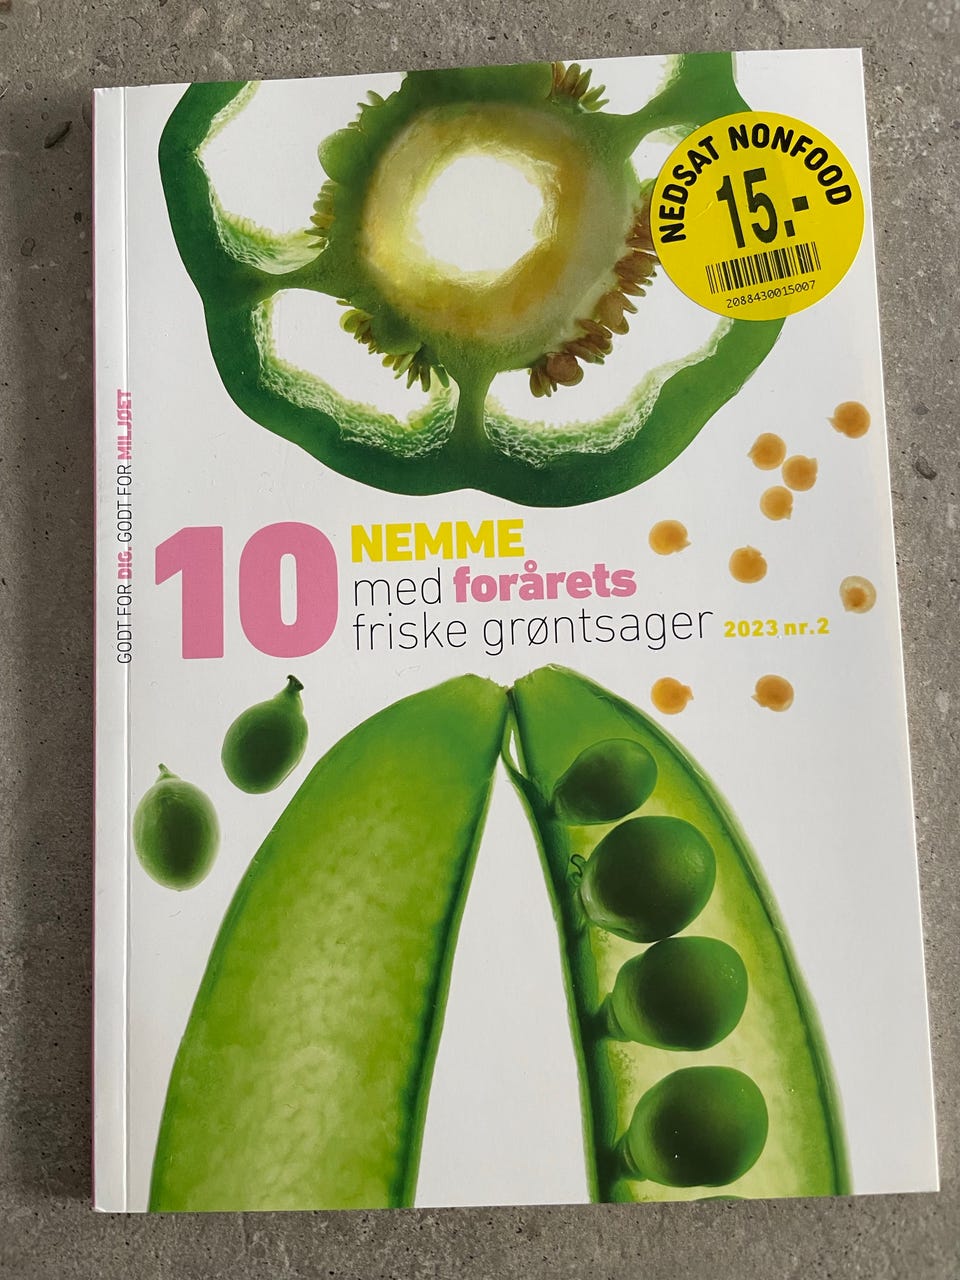 NEDSAT NONFOOD
15.-
2088430015007
GODT FOR DIG. GODT FOR MILJØET
10 NEMME
med forårets
friske grøntsager 2023 nr. 2